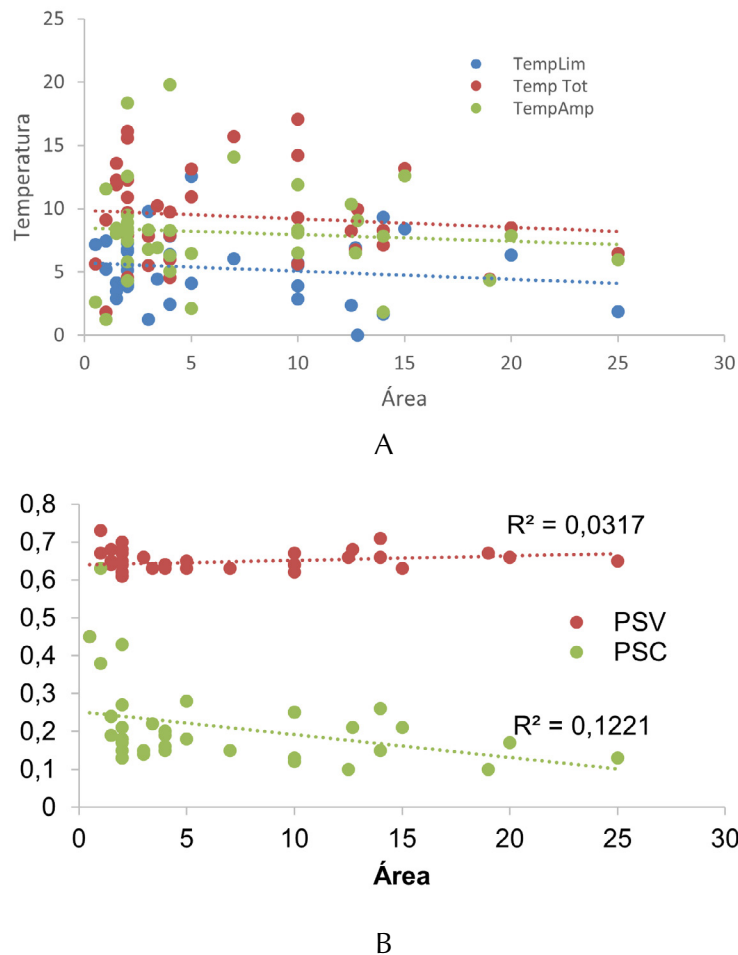 25
20
15
10
5
0
Temperatura
TempLim
Temp Tot
TempAmp
0 5 10 15 20 25 30
Área
A
0,8
0,7
0,6
0,5
0,4
0,3
0,2
0,1
0
R² = 0,0317
PSV
PSC
R² = 0,1221
0 5 10 15 20 25 30
Área
B